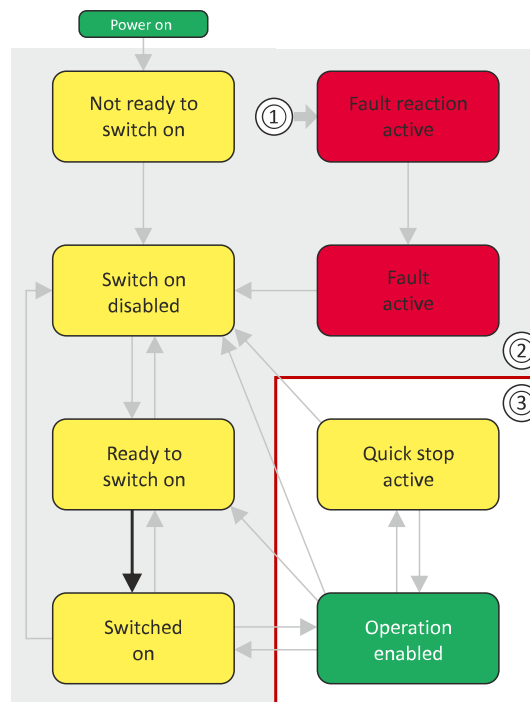 Power on
Not ready to
switch on
①
Fault reaction
active
Switch on
disabled
Fault
active
②
③
Ready to
switch on
Quick stop
active
Switched
on
Operation
enabled